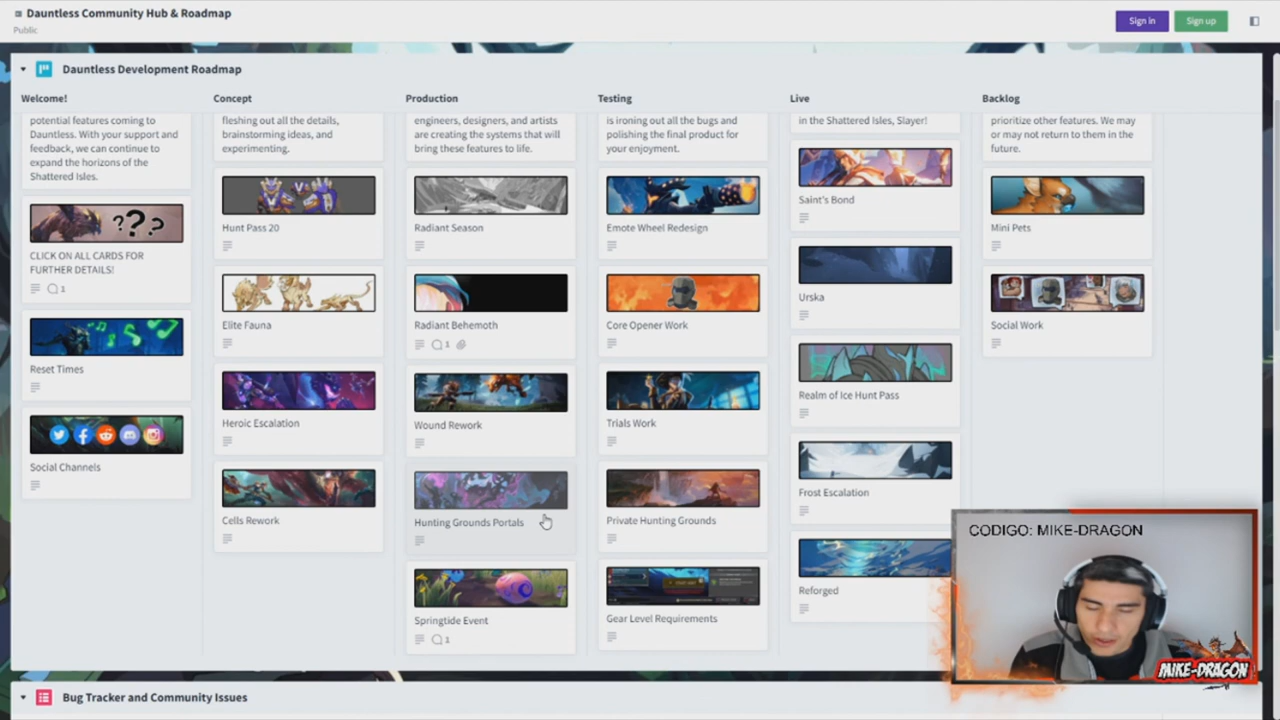 Dauntless Community Hub & Roadmap
Public
Sign in
Sign up
Dauntless Development Roadmap
Welcome!
potential features coming to
Dauntless. With your support and
feedback, we can continue to
expand the horizons of the
Shattered Isles.
???
CLICK ON ALL CARDS FOR
FURTHER DETAILS!
1
Reset Times
Social Channels
Concept
fleshing out all the details,
brainstorming ideas, and
experimenting.
Hunt Pass 20
Elite Fauna
Heroic Escalation
Cells Rework
Production
engineers, designers, and artists
are creating the systems that will
bring these features to life.
Radiant Season
Radiant Behemoth
1
Wound Rework
Hunting Grounds Portals
Springtide Event
1
Testing
is ironing out all the bugs and
polishing the final product for
your enjoyment.
Emote Wheel Redesign
Core Opener Work
Trials Work
Private Hunting Grounds
Gear Level Requirements
Live
in the Shattered Isles, Slayer!
Saint's Bond
Urska
Realm of Ice Hunt Pass
Frost Escalation
Reforged
Backlog
prioritize other features. We may
or may not return to them in the
future.
Mini Pets
Social Work
CODIGO: MIKE-DRAGON
MIKE-DRAGON
Bug Tracker and Community Issues